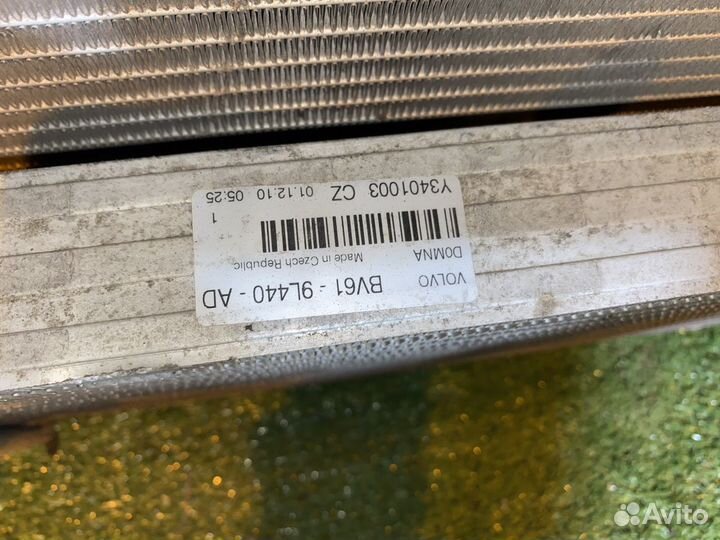 VOLVO
BV61 - 9L440 - AD
DOMNA
Made in Czech Republic
1
Y3401003 CZ 01.12.10 05:25
Avito